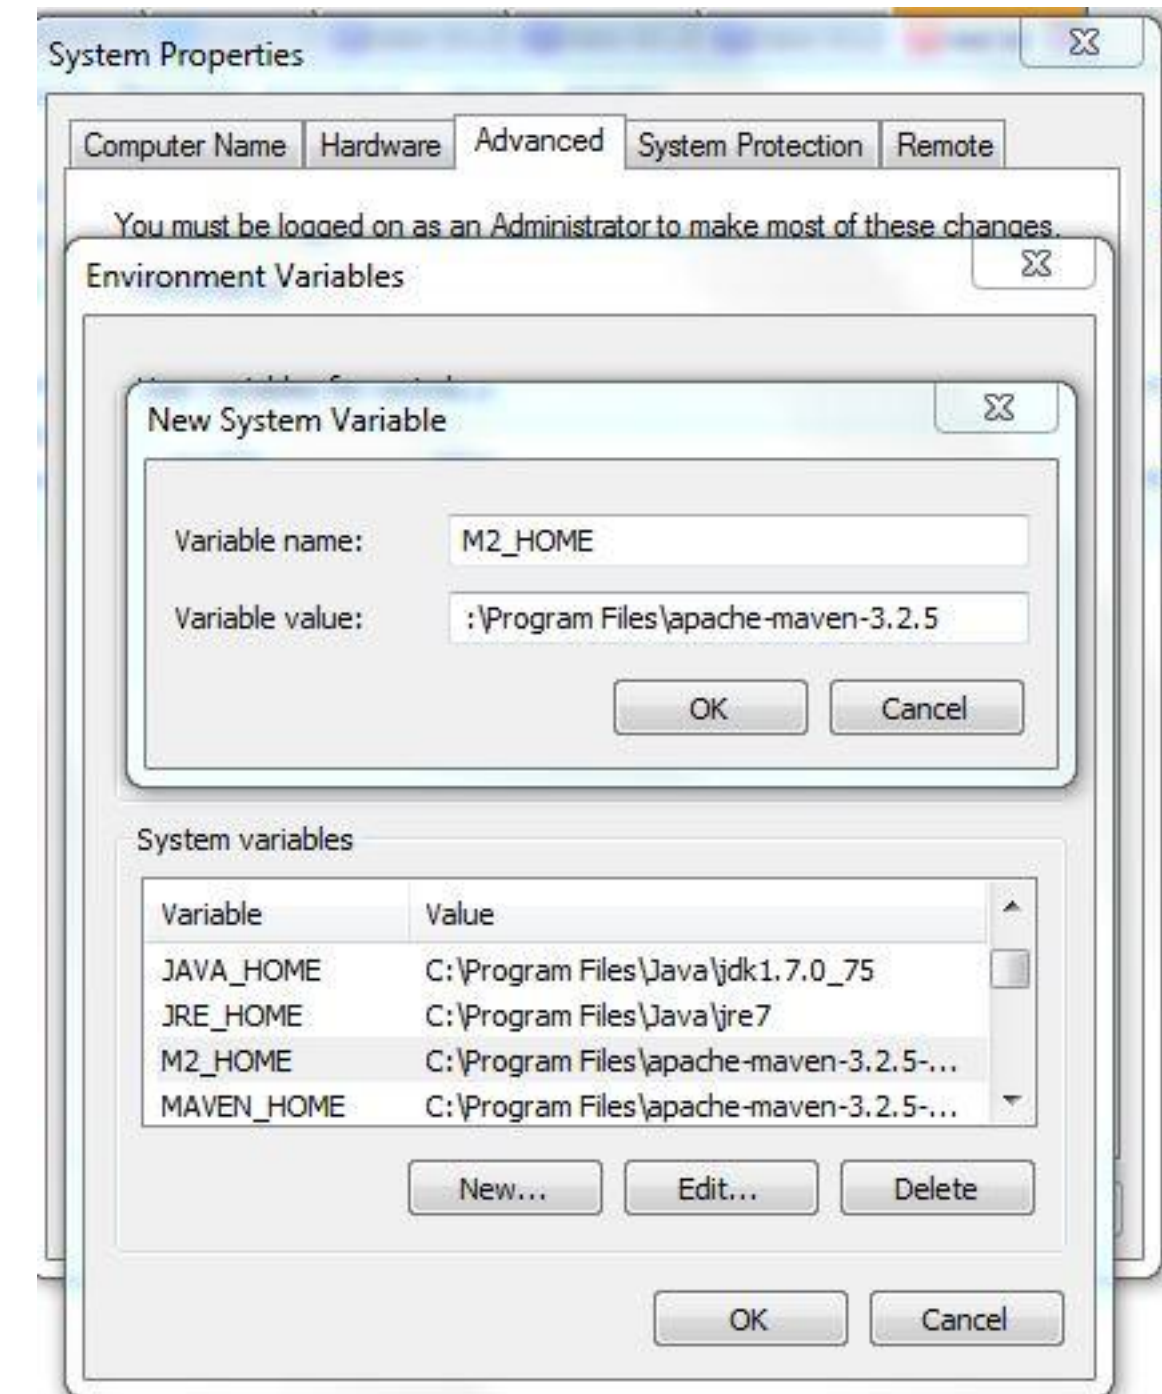 System Properties
Computer Name Hardware Advanced System Protection Remote
You must be logged on as an Administrator to make most of these changes.
Environment Variables
New System Variable
Variable name: M2_HOME
Variable value: :\Program Files\apache-maven-3.2.5
OK Cancel
System variables
Variable Value
JAVA_HOME C:\Program Files\Java\jdk1.7.0_75
JRE_HOME C:\Program Files\Java\jre7
M2_HOME C:\Program Files\apache-maven-3.2.5-...
MAVEN_HOME C:\Program Files\apache-maven-3.2.5-...
New... Edit... Delete
OK Cancel